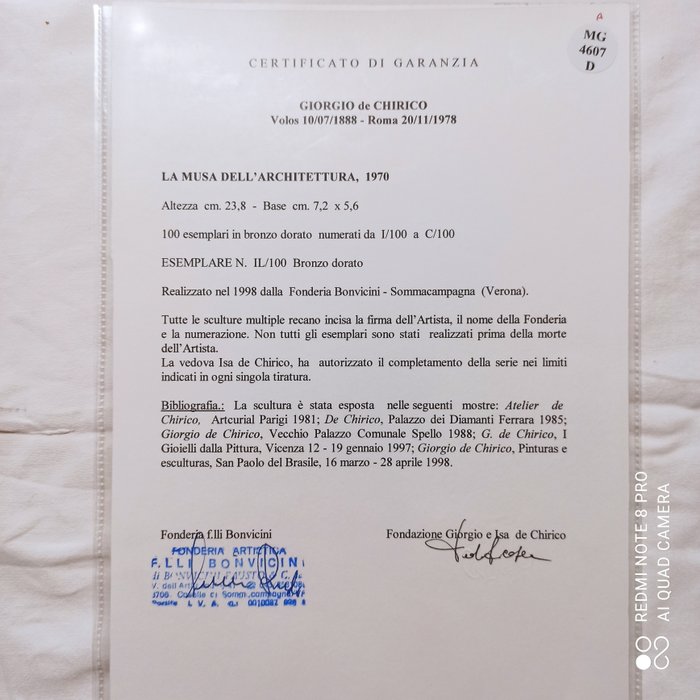 A
MG
4607
D
CERTIFICATO DI GARANZIA
GIORGIO de CHIRICO
Volos 10/07/1888 - Roma 20/11/1978
LA MUSA DELL'ARCHITETTURA, 1970
Altezza cm. 23,8 - Base cm. 7,2 x 5,6
100 esemplari in bronzo dorato numerati da I/100 a C/100
ESEMPLARE N. IL/100 Bronzo dorato
Realizzato nel 1998 dalla Fonderia Bonvicini - Sommacampagna (Verona).
Tutte le sculture multiple recano incisa la firma dell'Artista, il nome della Fonderia
e la numerazione. Non tutti gli esemplari sono stati realizzati prima della morte
dell'Artista.
La vedova Isa de Chirico, ha autorizzato il completamento della serie nei limiti
indicati in ogni singola tiratura.
Bibliografia.: La scultura è stata esposta nelle seguenti mostre: Atelier de
Chirico, Artcurial Parigi 1981; De Chirico, Palazzo dei Diamanti Ferrara 1985;
Giorgio de Chirico, Vecchio Palazzo Comunale Spello 1988; G. de Chirico, I
Gioielli dalla Pittura, Vicenza 12 - 19 gennaio 1997; Giorgio de Chirico, Pinturas e
esculturas, San Paolo del Brasile, 16 marzo - 28 aprile 1998.
Fonderia f.lli Bonvicini
Fondazione Giorgio e Isa de Chirico
FONDERIA ARTISTICA
F.LLI BONVICINI
REDMI NOTE 8 PRO
AI QUAD CAMERA